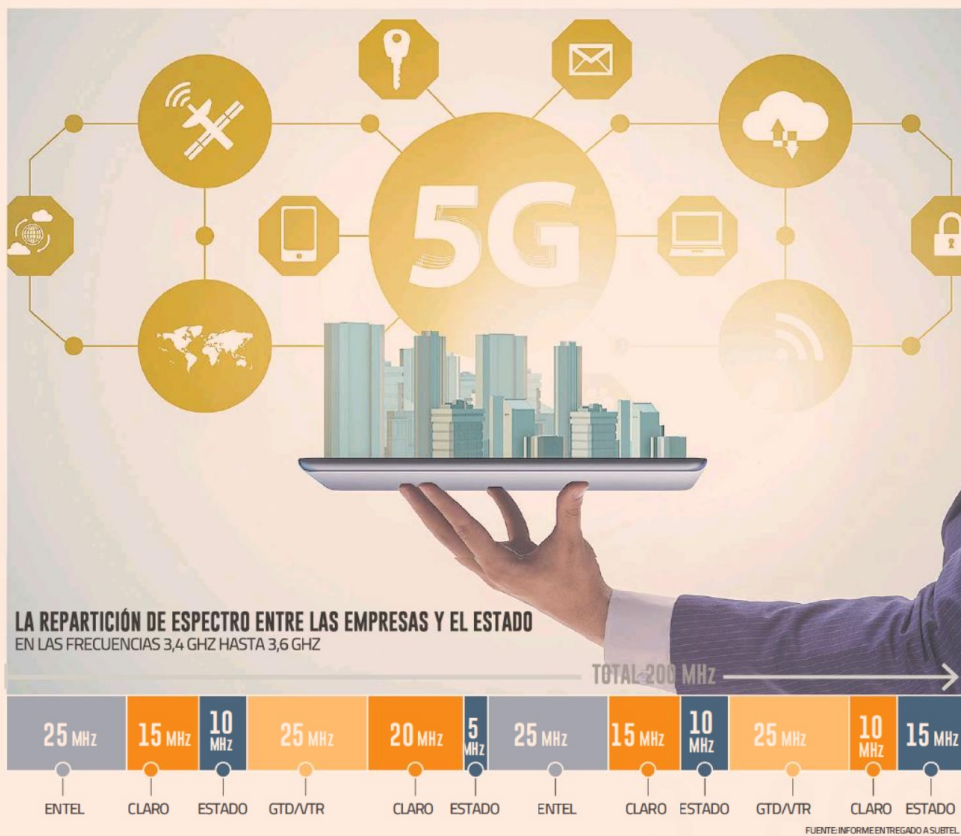 5G
LA REPARTICIÓN DE ESPECTRO ENTRE LAS EMPRESAS Y EL ESTADO
EN LAS FRECUENCIAS 3,4 GHZ HASTA 3,6 GHZ
TOTAL 200 MHz
25 MHz 15 MHz 10 MHz 25 MHz 20 MHz 5 MHz 25 MHz 15 MHz 10 MHz 25 MHz 10 MHz 15 MHz
ENTEL CLARO ESTADO GTD/VTR CLARO ESTADO ENTEL CLARO ESTADO GTD/VTR CLARO ESTADO
FUENTE: INFORME ENTREGADO A SUBTEL.